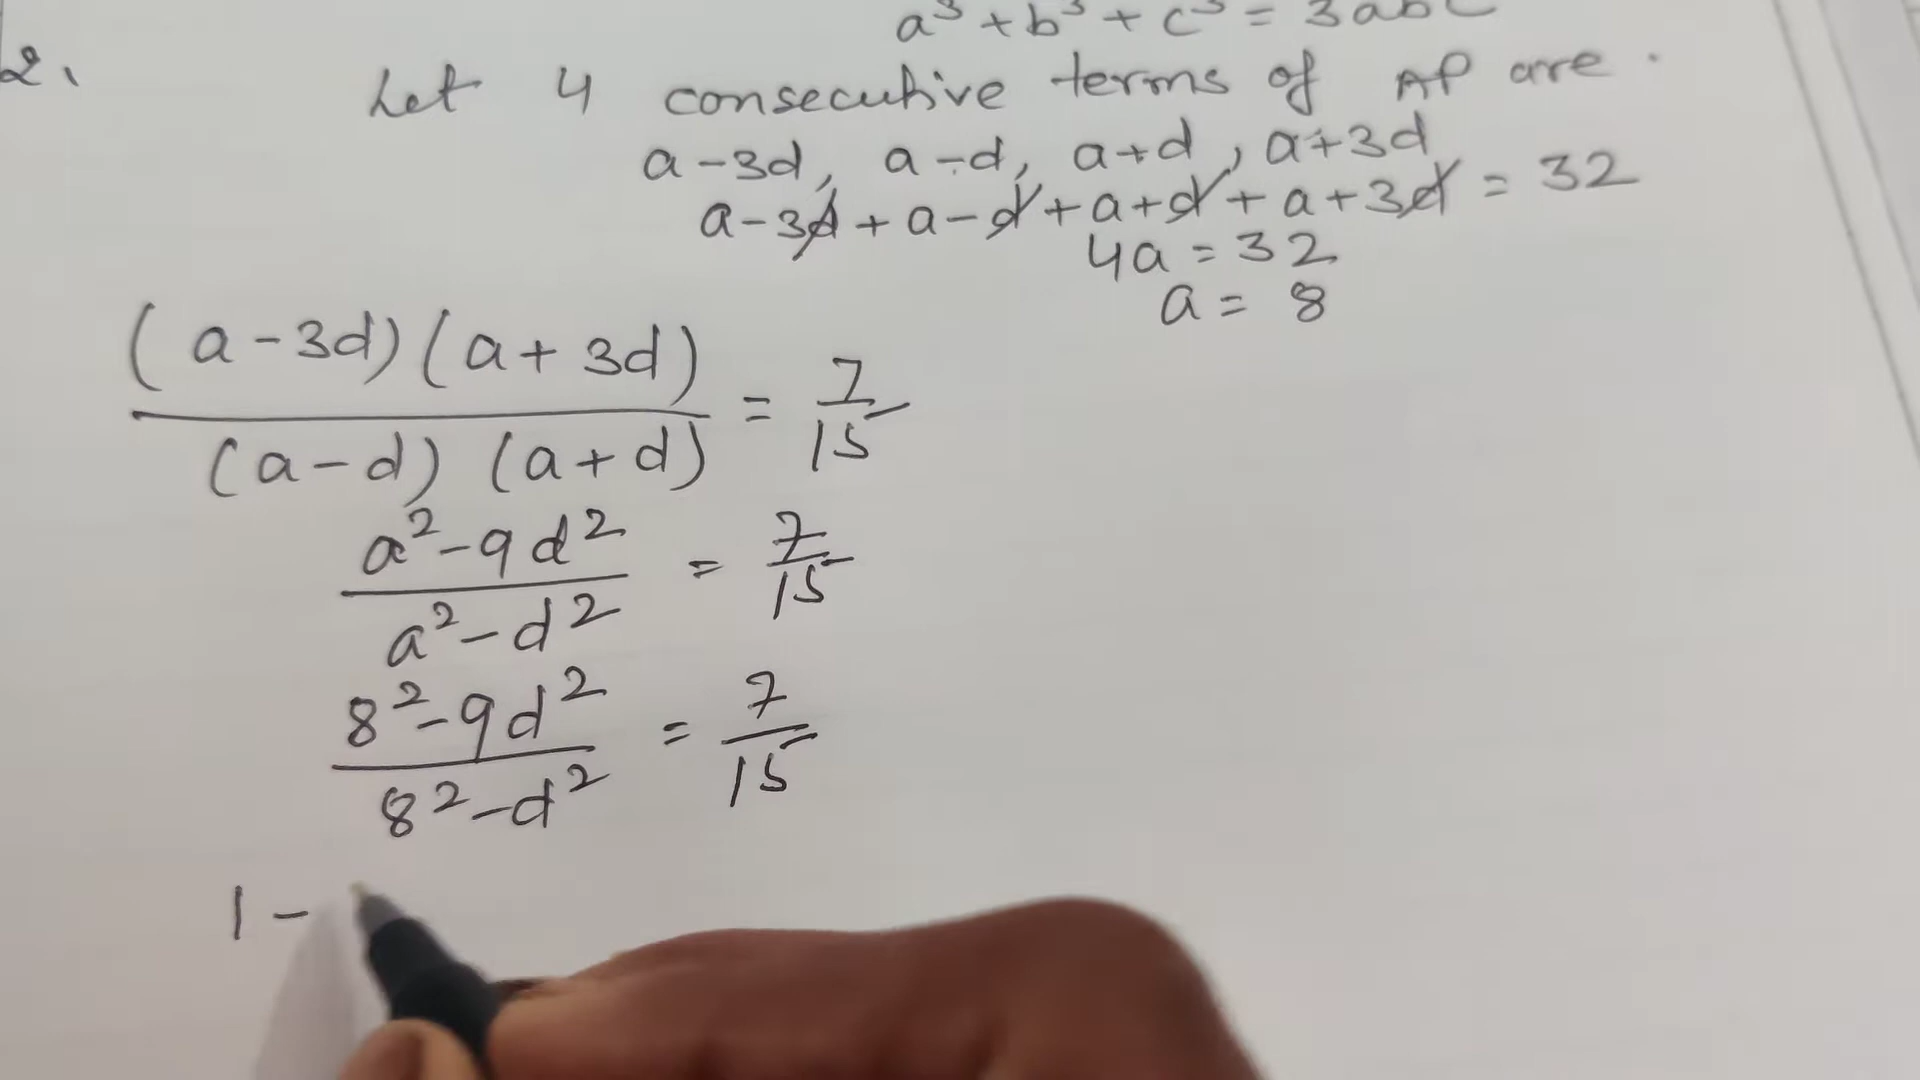 a³ + b³ + c³ = 3abc
2.
Let 4 consecutive terms of AP are .
a - 3d, a - d, a + d, a + 3d
a - 3d + a - d + a + d + a + 3d = 32
4a = 32
a = 8
(a - 3d)(a + 3d) / (a - d) (a + d) = 7/15
a² - 9d² / a² - d² = 7/15
8² - 9d² / 8² - d² = 7/15
1 -